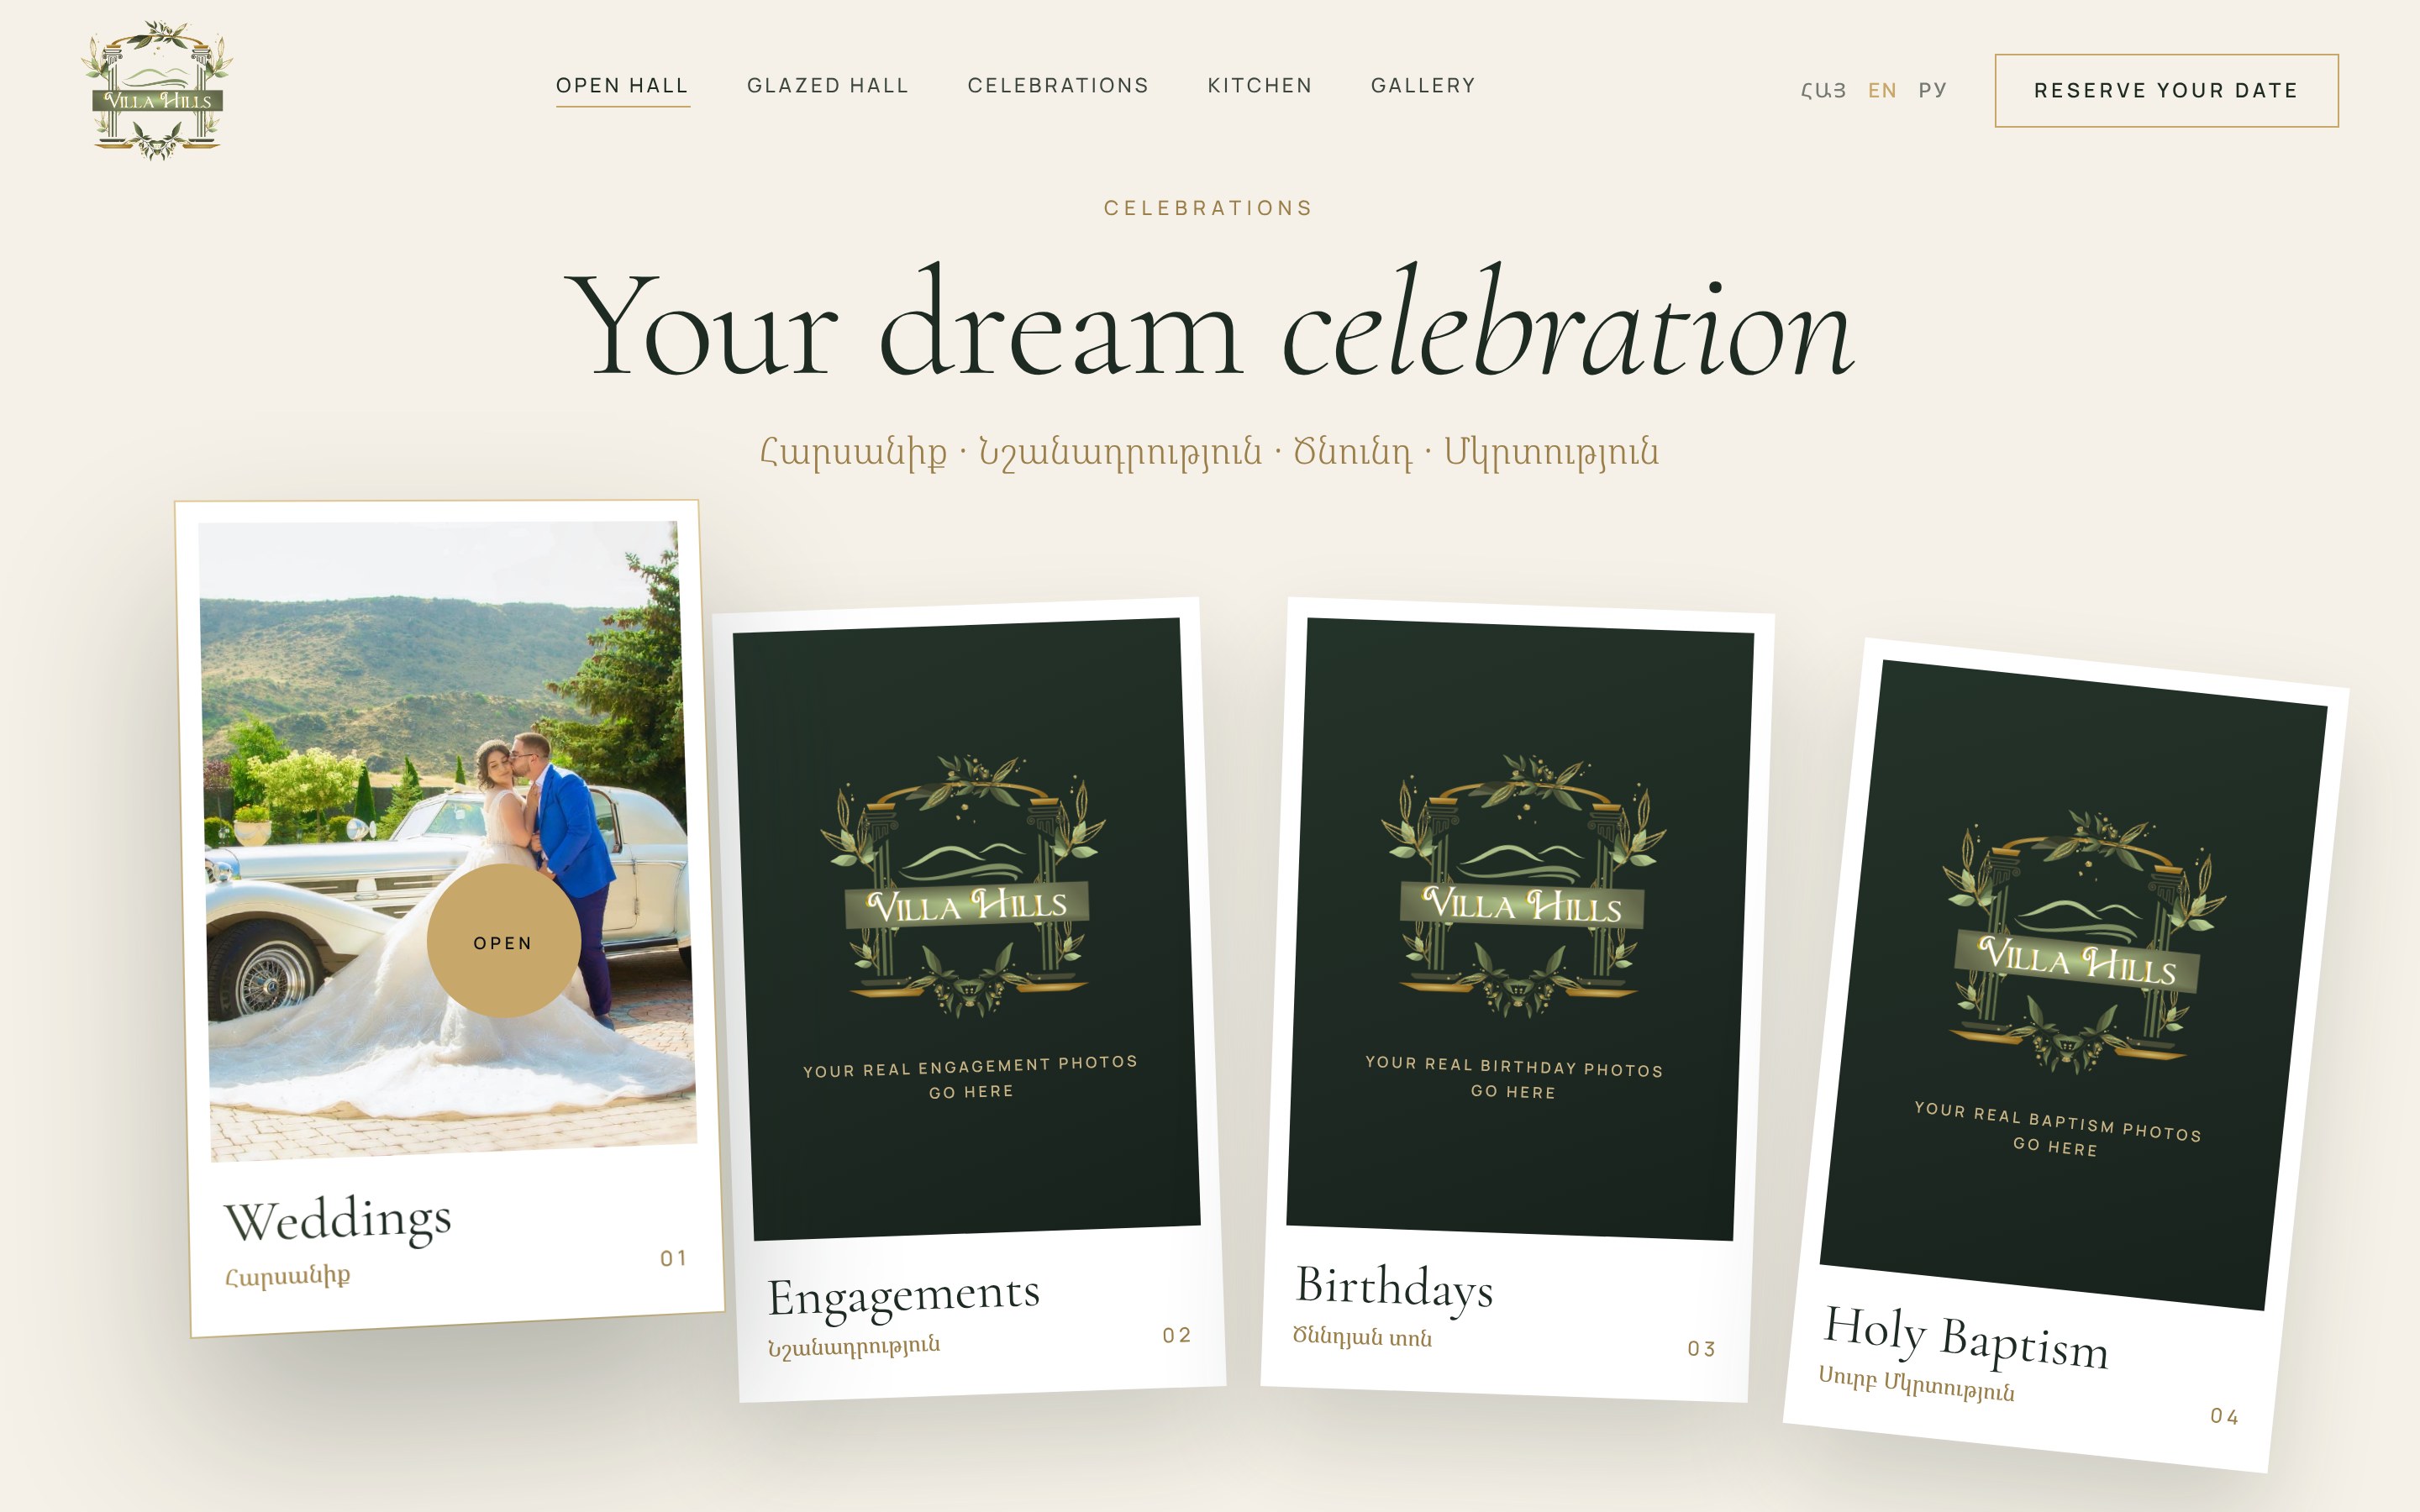 VILLA HILLS
OPEN HALL
GLAZED HALL
CELEBRATIONS
KITCHEN
GALLERY
ՀԱՅ EN РУ
RESERVE YOUR DATE
CELEBRATIONS
Your dream celebration
Հարսանիք · Նշանադրություն · Ծնունդ · Մկրտություն
OPEN
Weddings
Հարսանիք
01
VILLA HILLS
YOUR REAL ENGAGEMENT PHOTOS
GO HERE
Engagements
Նշանադրություն
02
VILLA HILLS
YOUR REAL BIRTHDAY PHOTOS
GO HERE
Birthdays
Ծննդյան տոն
03
VILLA HILLS
YOUR REAL BAPTISM PHOTOS
GO HERE
Holy Baptism
Սուրբ Մկրտություն
04